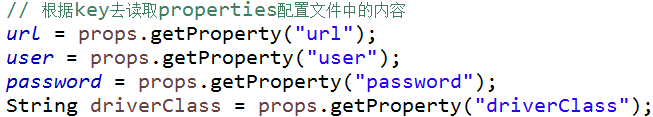 // 根据key去读取properties配置文件中的内容
url = props.getProperty("url");
user = props.getProperty("user");
password = props.getProperty("password");
String driverClass = props.getProperty("driverClass");